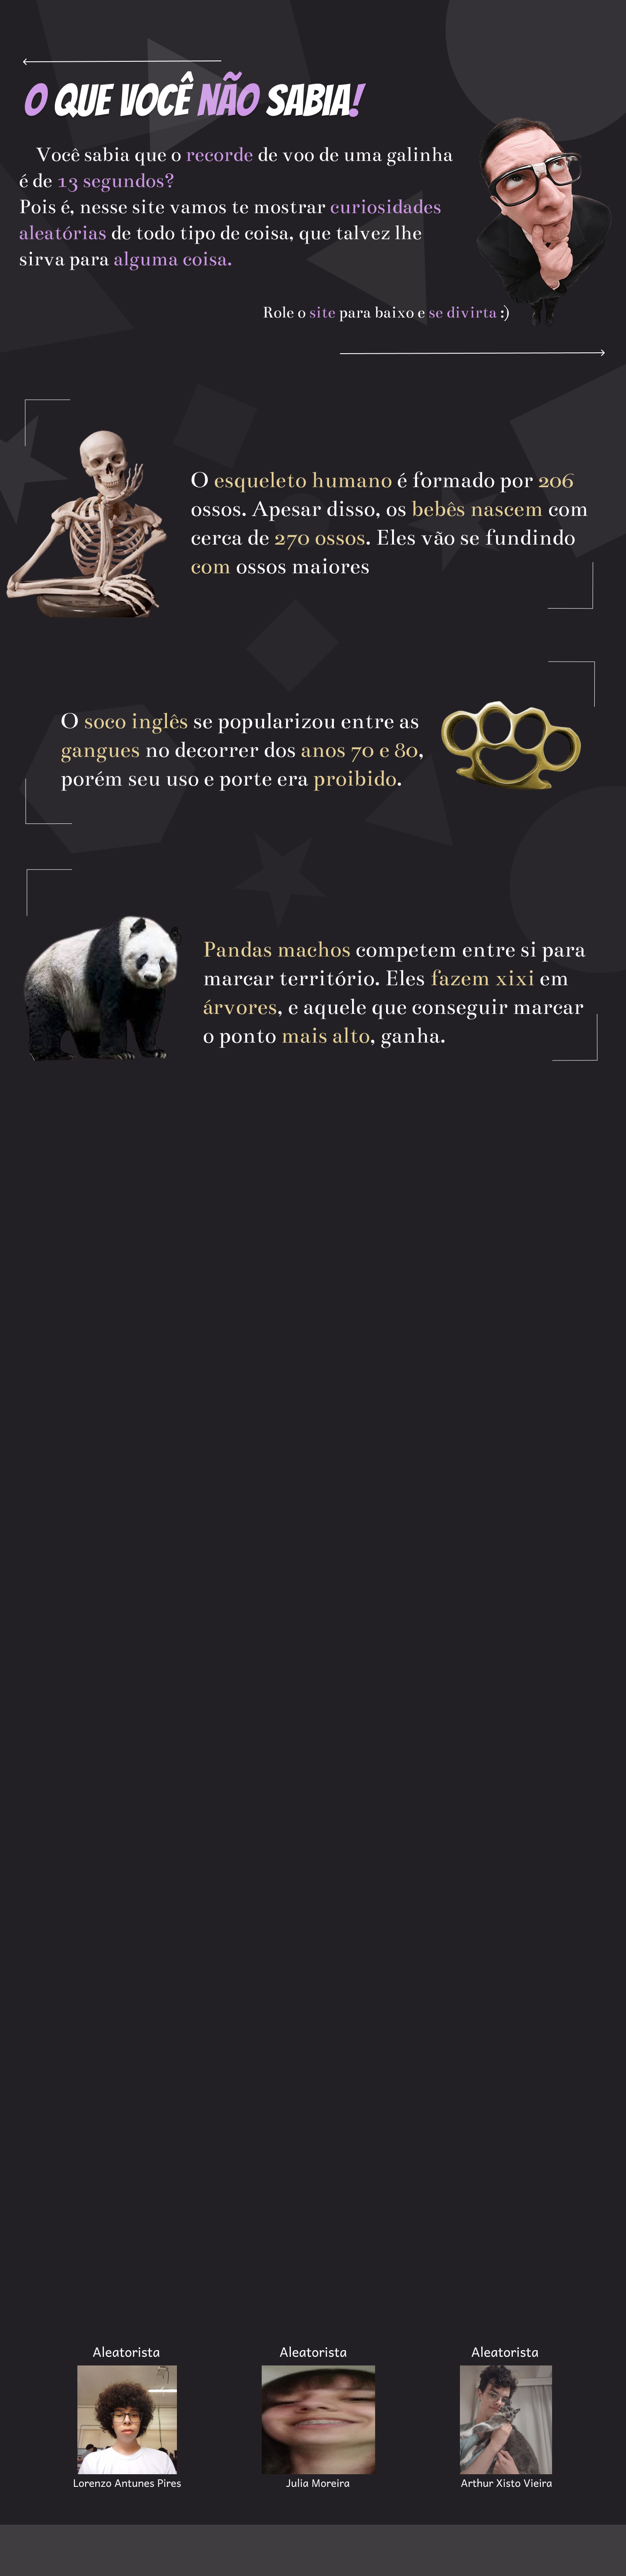 O QUE VOCÊ NÃO SABIA!
Você sabia que o recorde de voo de uma galinha
é de 13 segundos?
Pois é, nesse site vamos te mostrar curiosidades
aleatórias de todo tipo de coisa, que talvez lhe
sirva para alguma coisa.
Role o site para baixo e se divirta :)
O esqueleto humano é formado por 206
ossos. Apesar disso, os bebês nascem com
cerca de 270 ossos. Eles vão se fundindo
com ossos maiores
O soco inglês se popularizou entre as
gangues no decorrer dos anos 70 e 80,
porém seu uso e porte era proibido.
Pandas machos competem entre si para
marcar território. Eles fazem xixi em
árvores, e aquele que conseguir marcar
o ponto mais alto, ganha.
Aleatorista
Lorenzo Antunes Pires
Aleatorista
Julia Moreira
Aleatorista
Arthur Xisto Vieira